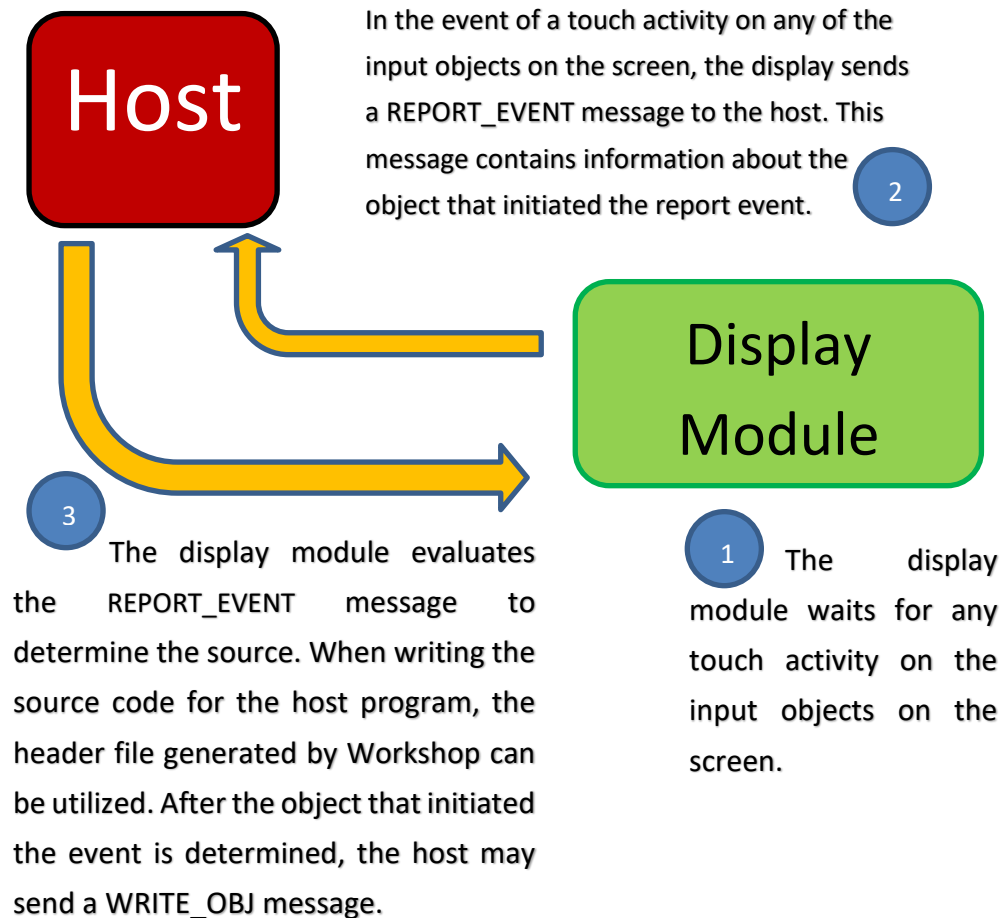 Host
In the event of a touch activity on any of the
input objects on the screen, the display sends
a REPORT_EVENT message to the host. This
message contains information about the
object that initiated the report event.
2
Display
Module
3
The display module evaluates
the REPORT_EVENT message to
determine the source. When writing the
source code for the host program, the
header file generated by Workshop can
be utilized. After the object that initiated
the event is determined, the host may
send a WRITE_OBJ message.
1
The display
module waits for any
touch activity on the
input objects on the
screen.